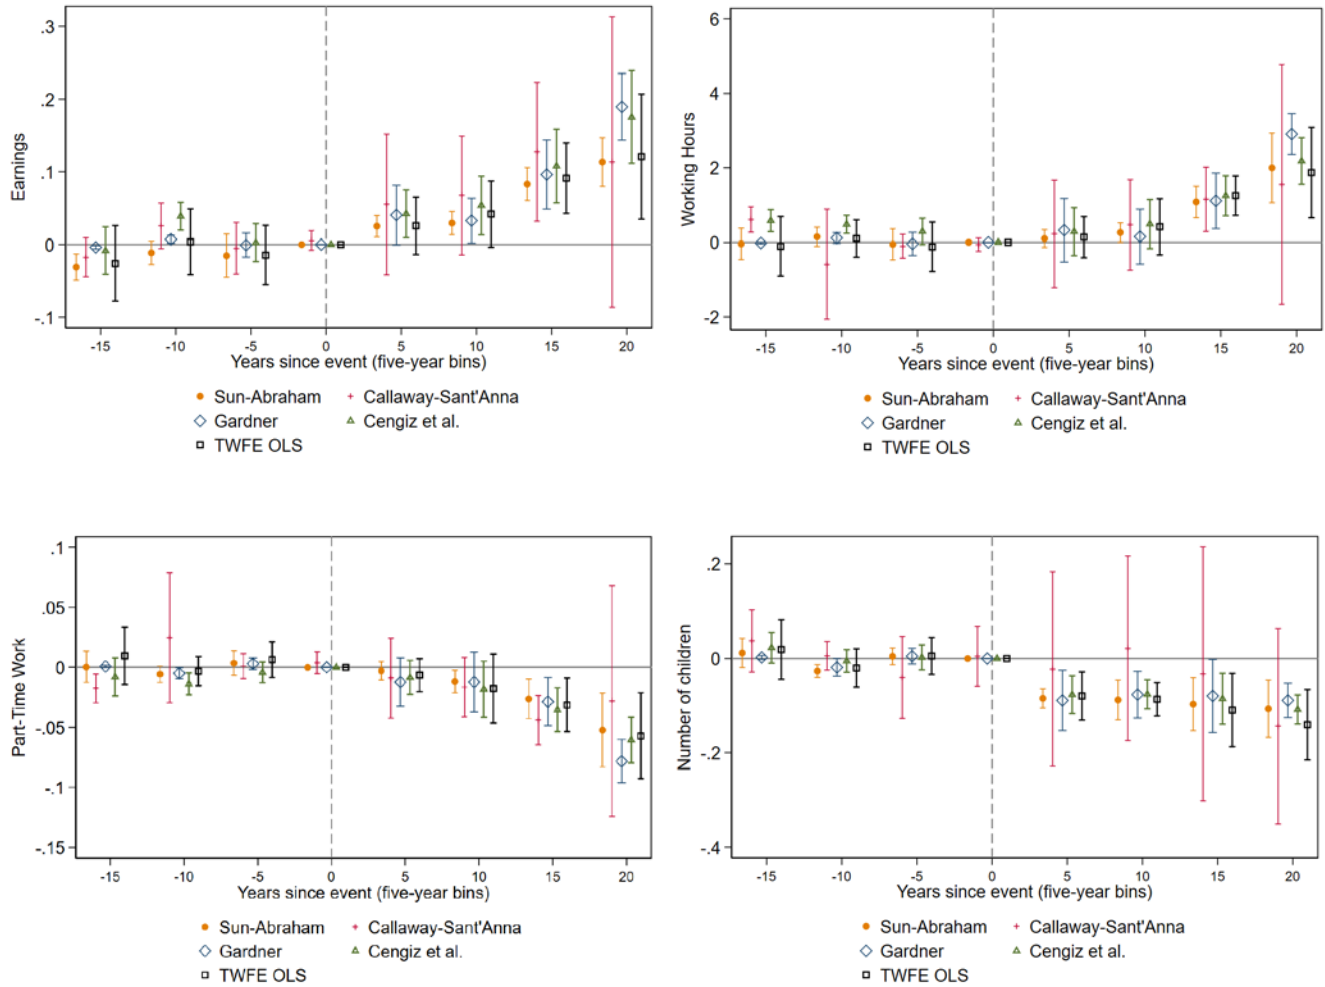 Earnings
.3
.2
.1
0
-.1
-15 -10 -5 0 5 10 15 20
Years since event (five-year bins)
Sun-Abraham Callaway-Sant'Anna
Gardner Cengiz et al.
TWFE OLS
Working Hours
6
4
2
0
-2
-15 -10 -5 0 5 10 15 20
Years since event (five-year bins)
Sun-Abraham Callaway-Sant'Anna
Gardner Cengiz et al.
TWFE OLS
Part-Time Work
.1
.05
0
-.05
-.1
-.15
-15 -10 -5 0 5 10 15 20
Years since event (five-year bins)
Sun-Abraham Callaway-Sant'Anna
Gardner Cengiz et al.
TWFE OLS
Number of children
.2
0
-.2
-.4
-15 -10 -5 0 5 10 15 20
Years since event (five-year bins)
Sun-Abraham Callaway-Sant'Anna
Gardner Cengiz et al.
TWFE OLS